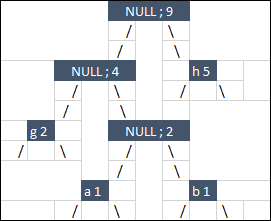 NULL ; 9
/ \
/ \
NULL ; 4 h 5
/ \ / \
/ \
g 2 NULL ; 2
/ \ / \
/ \
a 1 b 1
/ \ / \